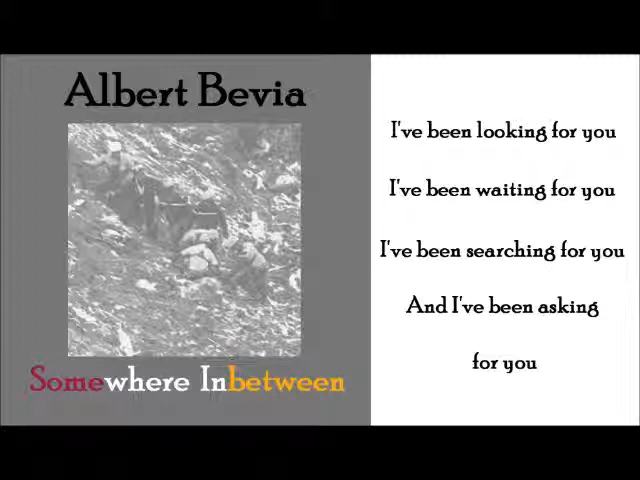 Albert Bevia
Somewhere Inbetween
I've been looking for you
I've been waiting for you
I've been searching for you
And I've been asking
for you